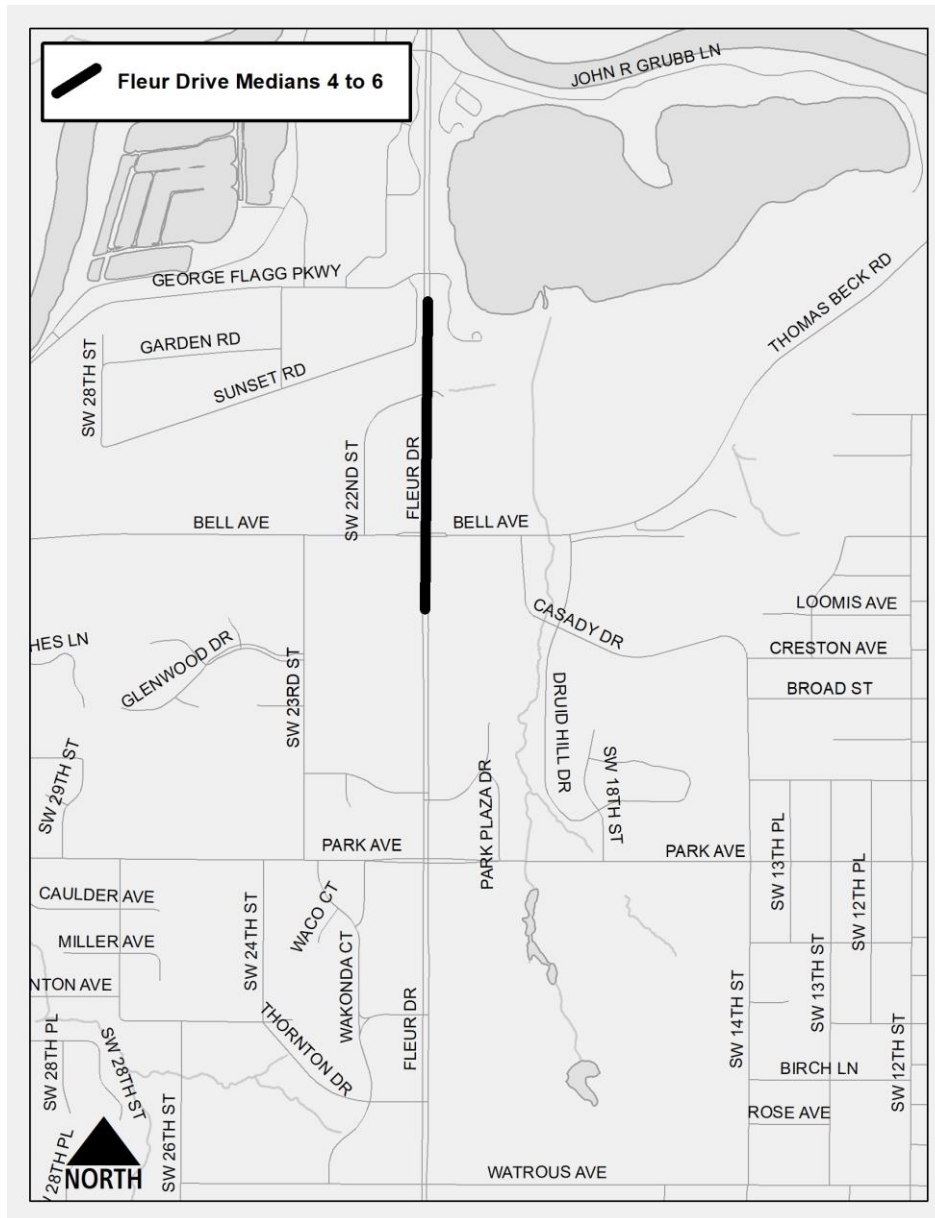 Fleur Drive Medians 4 to 6
JOHN R GRUBB LN
GEORGE FLAGG PKWY
THOMAS BECK RD
GARDEN RD
SUNSET RD
SW 28TH ST
SW 22ND ST
FLEUR DR
BELL AVE
BELL AVE
LOOMIS AVE
CASADY DR
CRESTON AVE
HES LN
GLENWOOD DR
BROAD ST
SW 23RD ST
DRUID HILL DR
SW 29TH ST
PARK PLAZA DR
SW 18TH ST
PARK AVE
PARK AVE
SW 13TH PL
SW 12TH PL
CAULDER AVE
WACO CT
SW 24TH ST
MILLER AVE
WAKONDA CT
NTON AVE
FLEUR DR
SW 14TH ST
SW 13TH ST
THORNTON DR
SW 28TH PL
SW 28TH ST
BIRCH LN
SW 12TH ST
ROSE AVE
SW 26TH ST
28TH PL
NORTH
WATROUS AVE